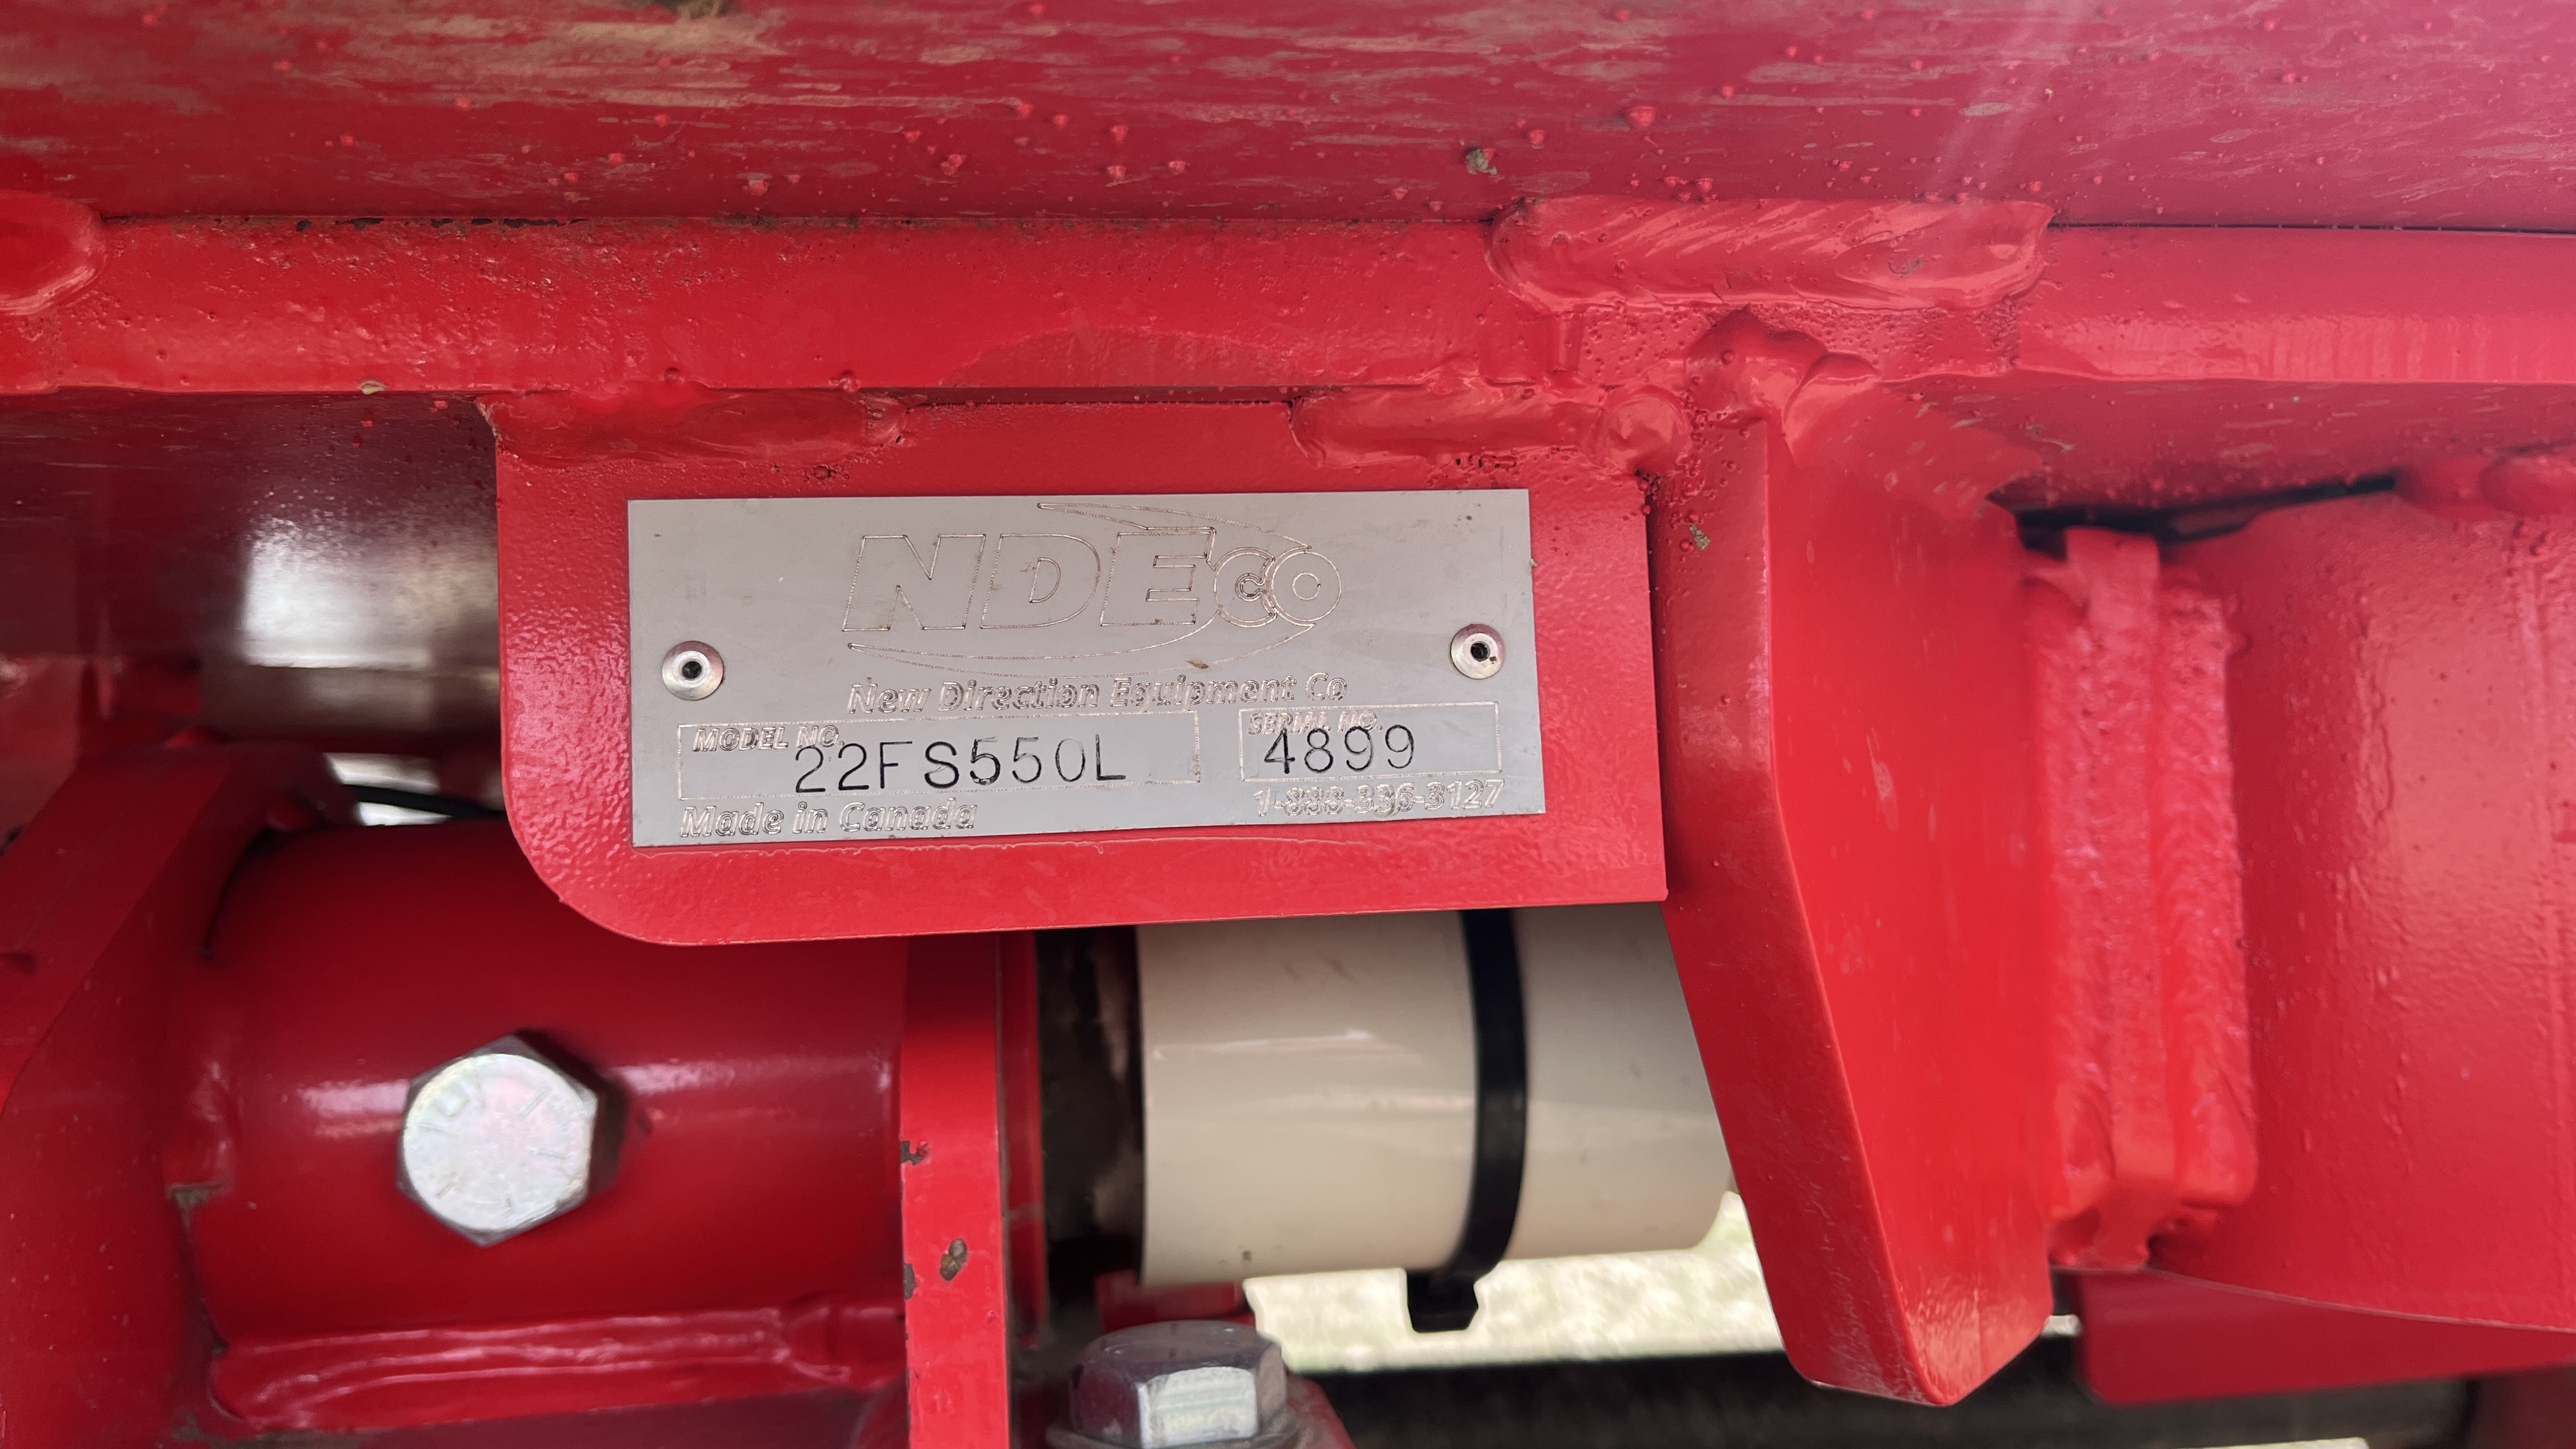 NDEco
New Direction Equipment Co
MODEL NO. 22FS550L
SERIAL NO. 4899
Made in Canada
1-888-336-3127